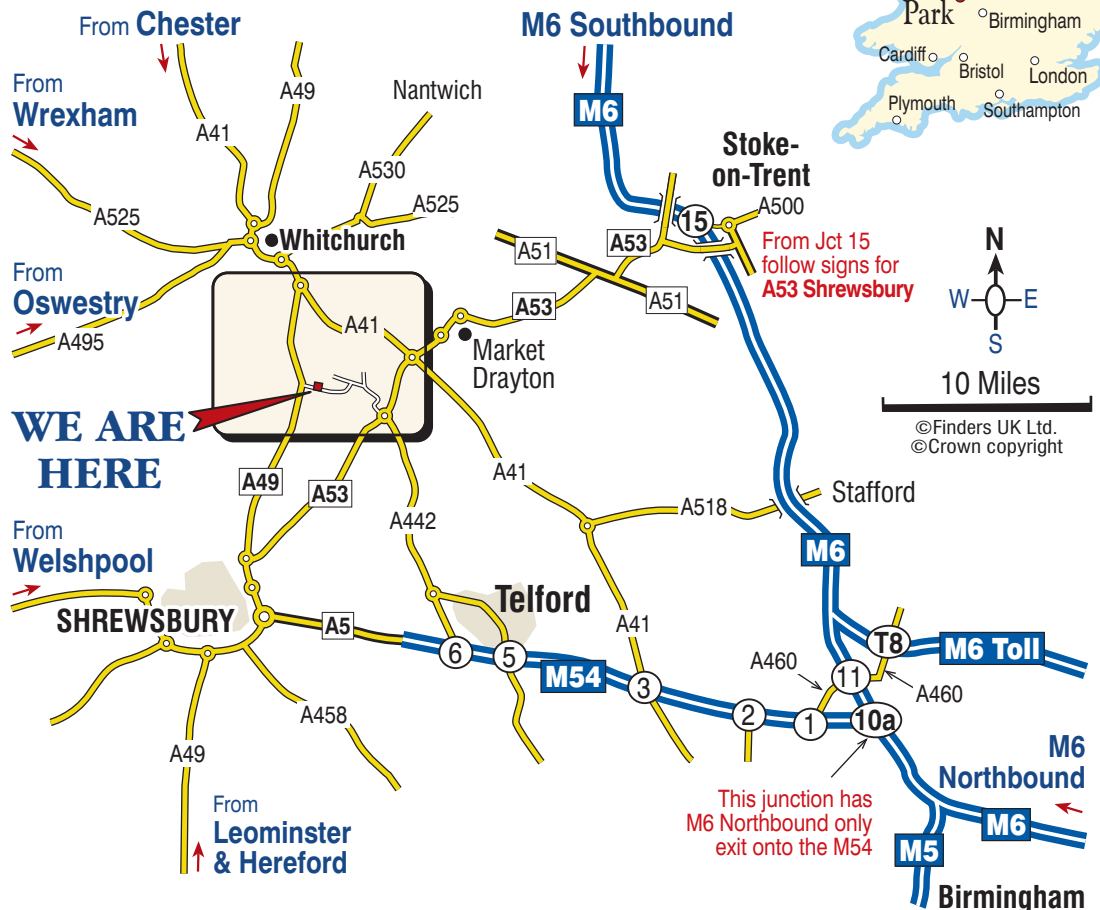 From Chester
M6 Southbound
Park
Birmingham
Cardiff
Bristol
London
Plymouth
Southampton
From
Wrexham
A41
A49
Nantwich
M6
A530
A525
A525
Stoke-
on-Trent
A500
15
Whitchurch
A53
A51
From Jct 15
follow signs for
A53 Shrewsbury
N
W
E
S
From
Oswestry
A495
A41
A53
A51
Market
Drayton
10 Miles
©Finders UK Ltd.
©Crown copyright
WE ARE
HERE
A49
A53
A41
A442
A518
Stafford
M6
From
Welshpool
SHREWSBURY
A5
Telford
A41
6
5
M54
3
2
1
10a
11
T8
M6 Toll
A460
A460
A458
A49
M6
Northbound
This junction has
M6 Northbound only
exit onto the M54
M6
M5
Birmingham
From
Leominster
& Hereford